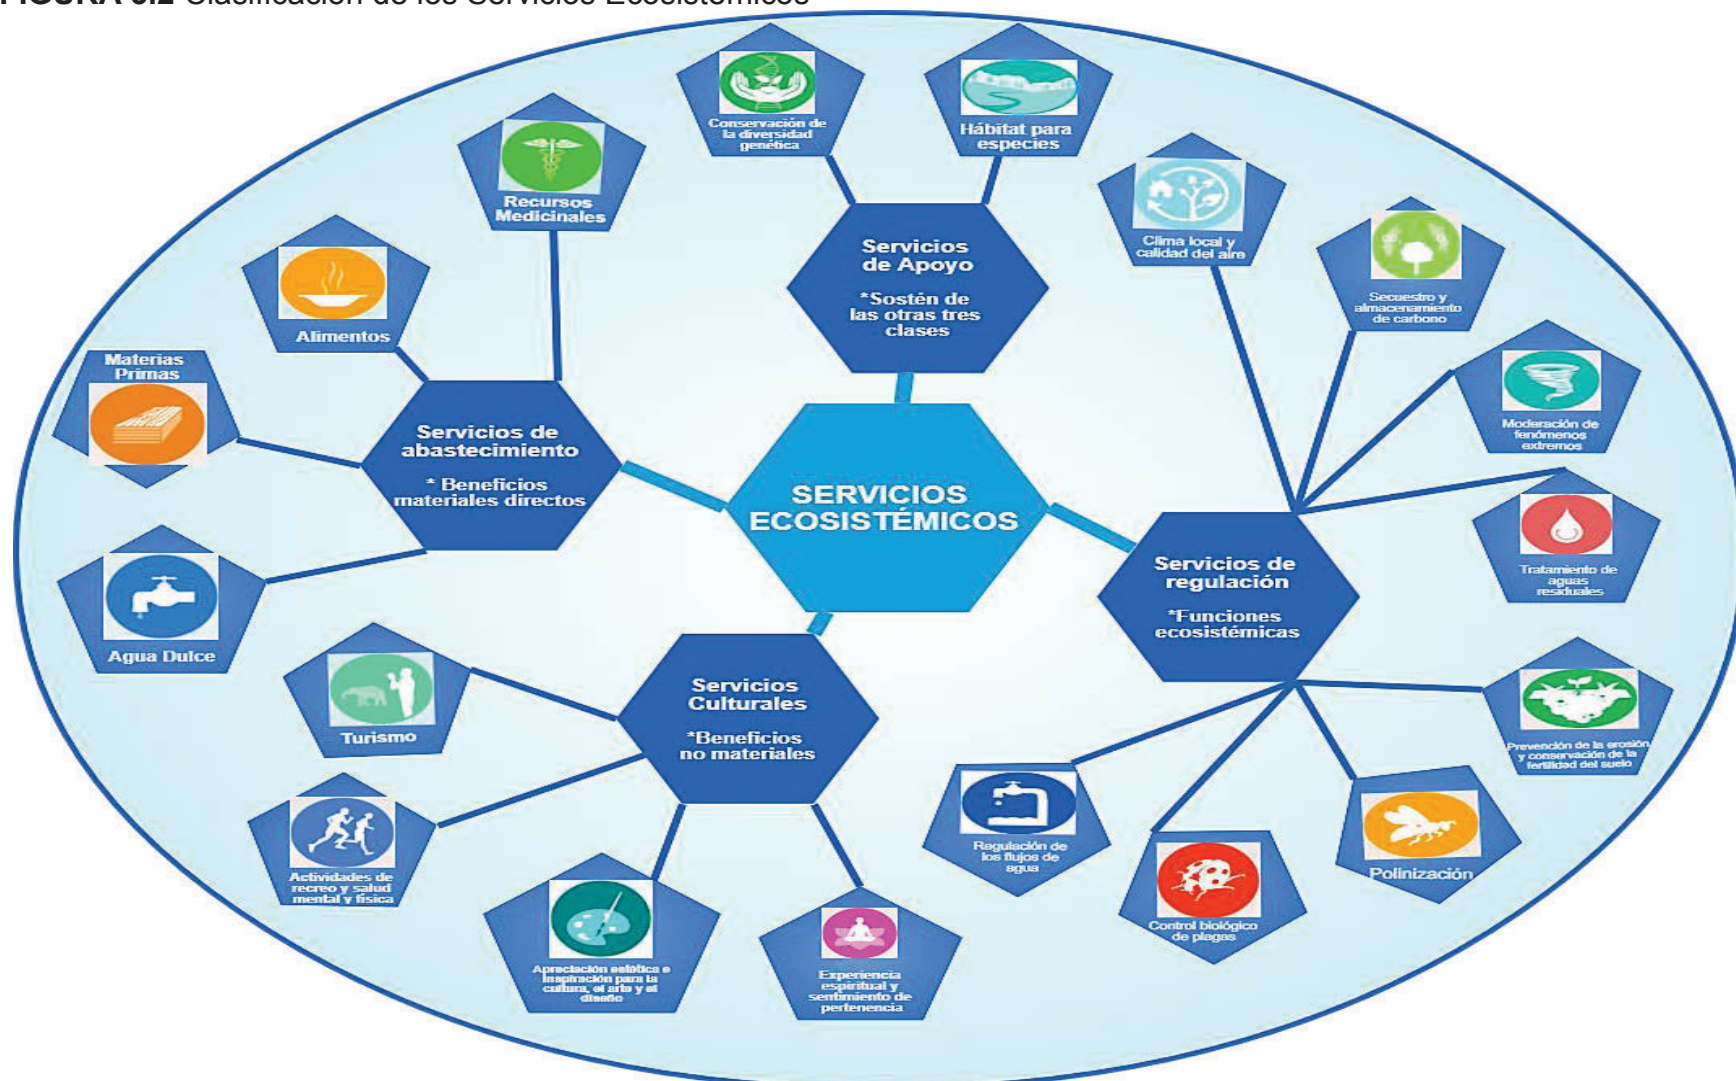 Clasificación de los Servicios Ecosistémicos
Conservación de
la diversidad
genética
Hábitat para
especies
Recursos
Medicinales
Servicios
de Apoyo
*Sostén de
las otras tres
clases
Clima local y
calidad del aire
Secuestro y
almacenamiento
de carbono
Alimentos
Materias
Primas
Moderación de
fenómenos
extremos
Servicios de
abastecimiento
* Beneficios
materiales directos
SERVICIOS
ECOSISTÉMICOS
Tratamiento de
aguas
residuales
Servicios de
regulación
*Funciones
ecosistémicas
Agua Dulce
Turismo
Servicios
Culturales
*Beneficios
no materiales
Prevención de la erosión
y conservación de la
fertilidad del suelo
Regulación de
los flujos de
agua
Polinización
Control biológico
de plagas
Actividades de
recreo y salud
mental y física
Apreciación estética e
Inspiración para la
cultura, el arte y el
diseño
Experiencia
espiritual y
sentimiento de
pertenencia